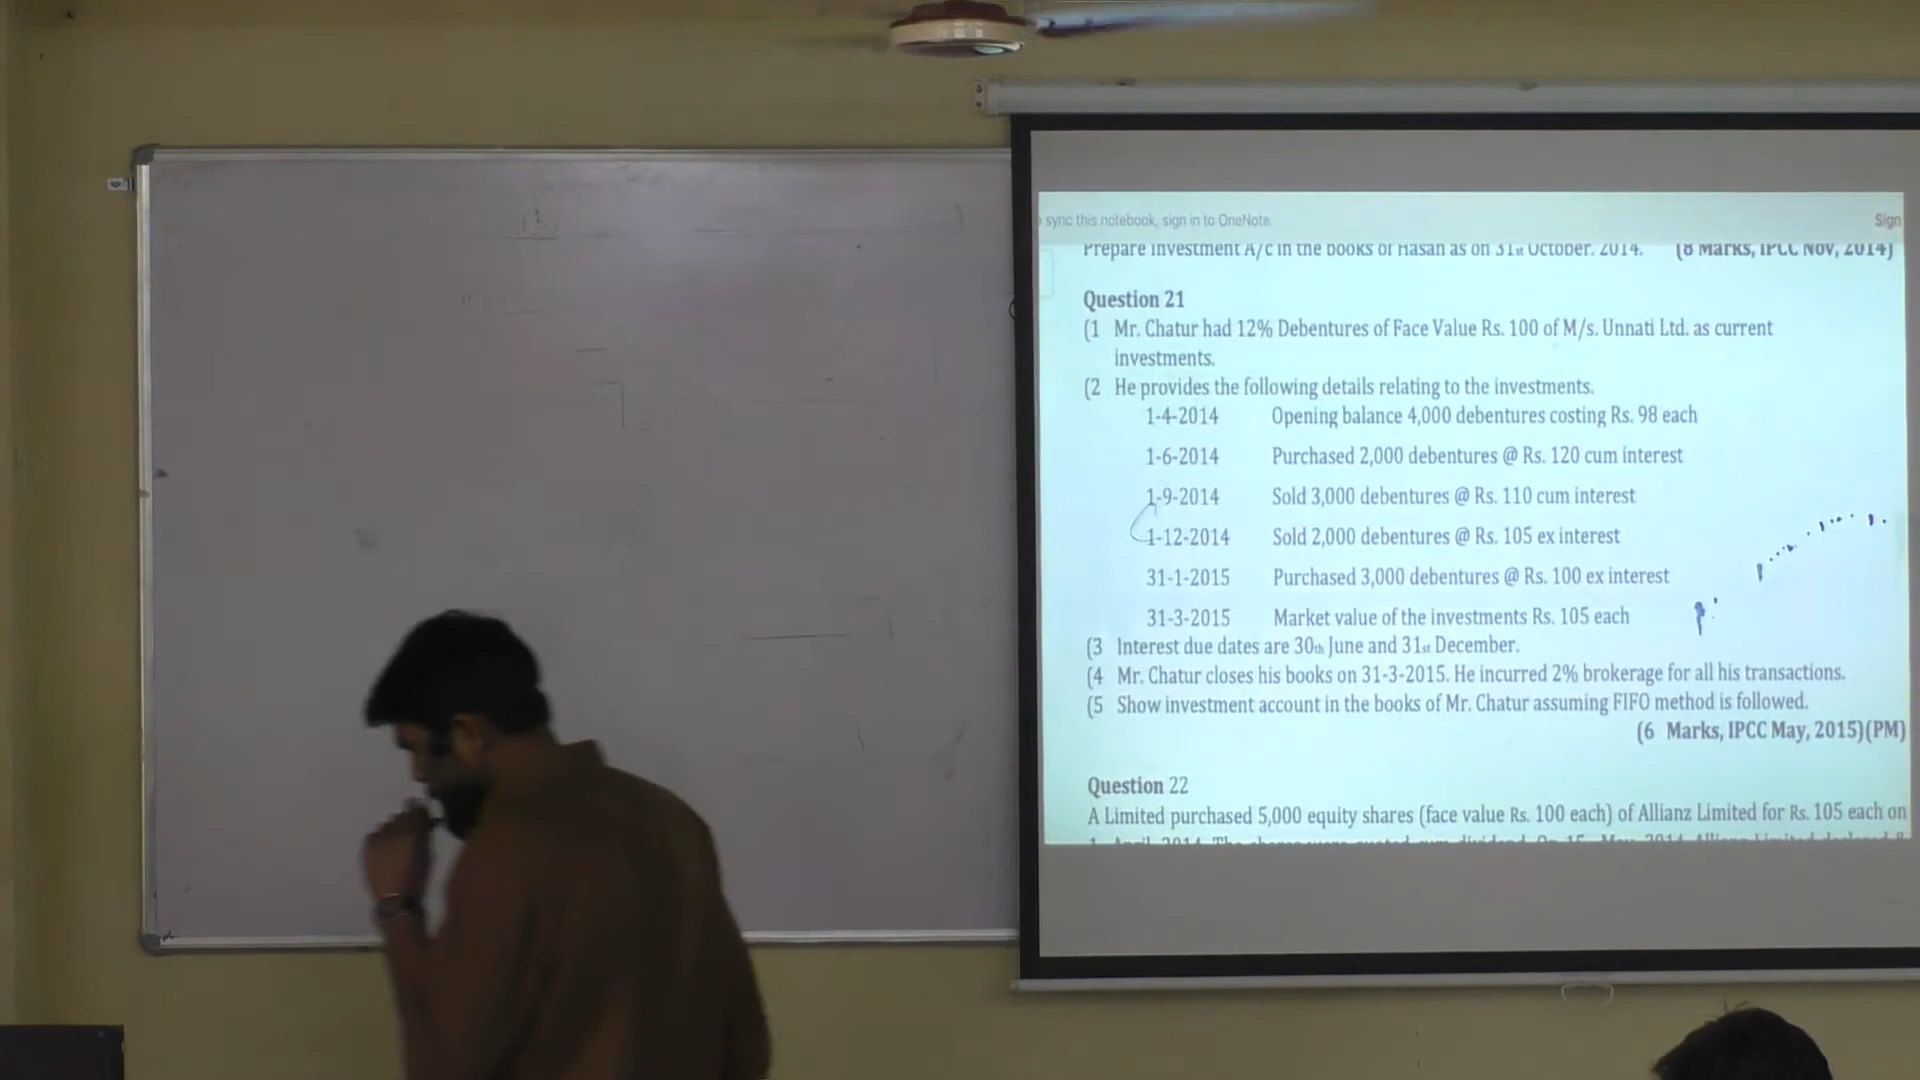 sync this notebook, sign in to OneNote.
Sign
Prepare Investment A/c in the books of Hasan as on 31st October. 2014. (8 Marks, IPCC Nov, 2014)
Question 21
(1 Mr. Chatur had 12% Debentures of Face Value Rs. 100 of M/s. Unnati Ltd. as current
investments.
(2 He provides the following details relating to the investments.
1-4-2014 Opening balance 4,000 debentures costing Rs. 98 each
1-6-2014 Purchased 2,000 debentures @ Rs. 120 cum interest
1-9-2014 Sold 3,000 debentures @ Rs. 110 cum interest
1-12-2014 Sold 2,000 debentures @ Rs. 105 ex interest
31-1-2015 Purchased 3,000 debentures @ Rs. 100 ex interest
31-3-2015 Market value of the investments Rs. 105 each
(3 Interest due dates are 30th June and 31st December.
(4 Mr. Chatur closes his books on 31-3-2015. He incurred 2% brokerage for all his transactions.
(5 Show investment account in the books of Mr. Chatur assuming FIFO method is followed.
(6 Marks, IPCC May, 2015)(PM)
Question 22
A Limited purchased 5,000 equity shares (face value Rs. 100 each) of Allianz Limited for Rs. 105 each on